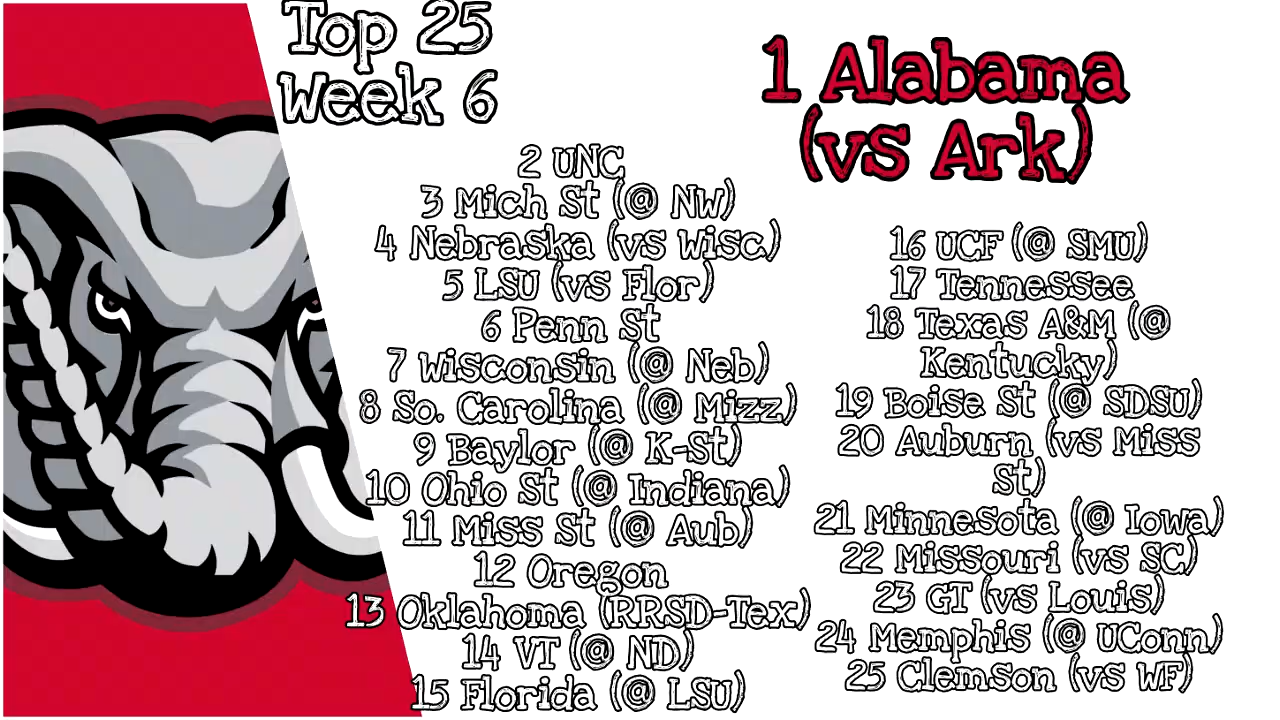 Top 25
Week 6
1 Alabama
(vs Ark)
2 UNC
3 Mich St (@ NW)
4 Nebraska (vs Wisc)
5 LSU (vs Flor)
6 Penn St
7 Wisconsin (@ Neb)
8 So. Carolina (@ Mizz)
9 Baylor (@ K-St)
10 Ohio St (@ Indiana)
11 Miss St (@ Aub)
12 Oregon
13 Oklahoma (RRSD-Tex)
14 VT (@ ND)
15 Florida (@ LSU)
16 UCF (@ SMU)
17 Tennessee
18 Texas A&M (@
Kentucky)
19 Boise St (@ SDSU)
20 Auburn (vs Miss
St)
21 Minnesota (@ Iowa)
22 Missouri (vs SC)
23 GT (vs Louis)
24 Memphis (@ UConn)
25 Clemson (vs WF)